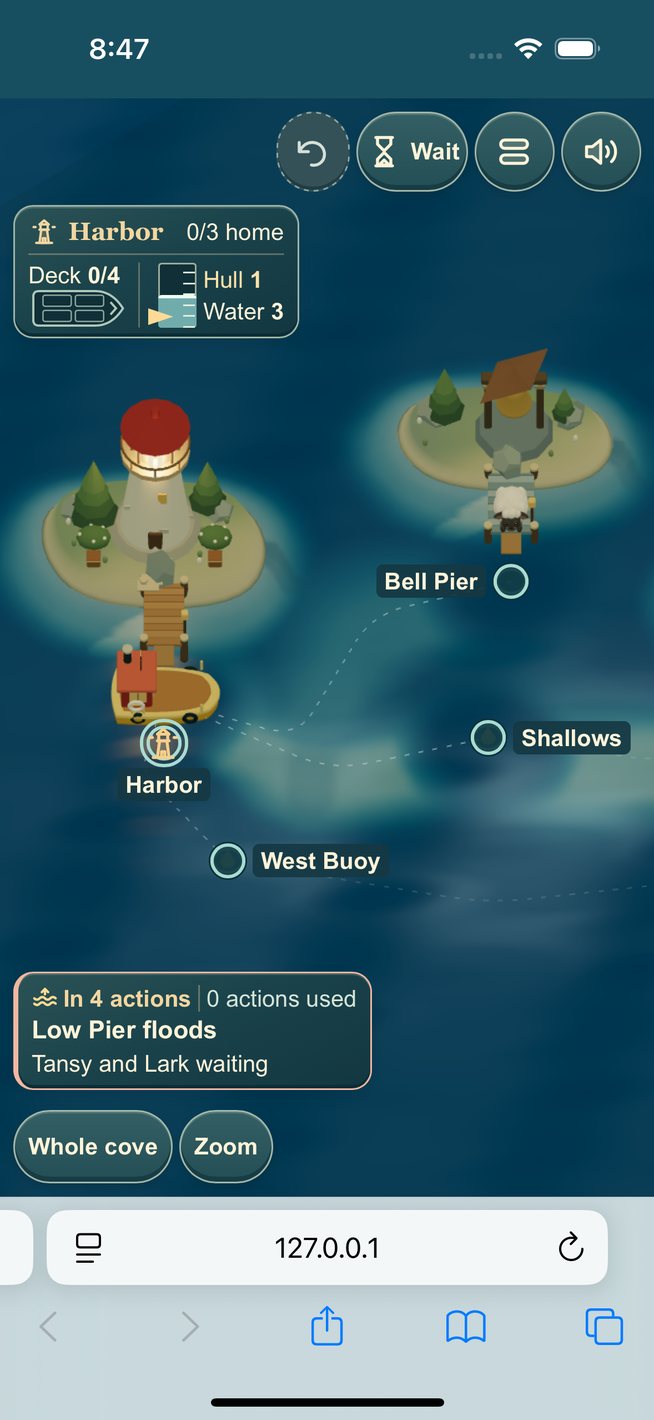 8:47
Wait
Harbor 0/3 home
Deck 0/4
Hull 1
Water 3
Bell Pier
Shallows
Harbor
West Buoy
In 4 actions 0 actions used
Low Pier floods
Tansy and Lark waiting
Whole cove
Zoom
127.0.0.1